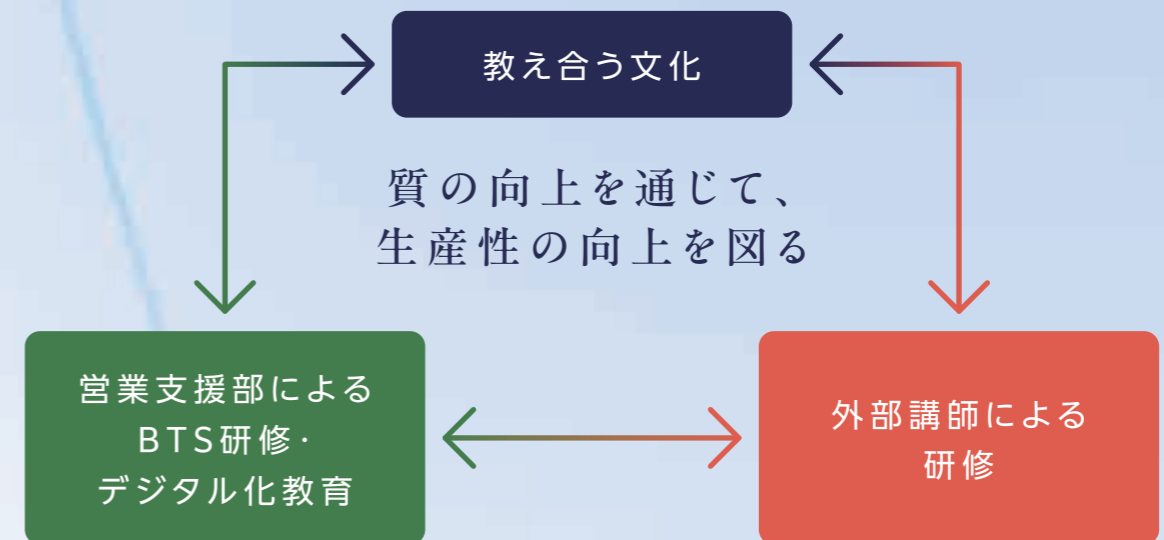 教え合う文化
質の向上を通じて、
生産性の向上を図る
営業支援部による
BTS研修・
デジタル化教育
外部講師による
研修